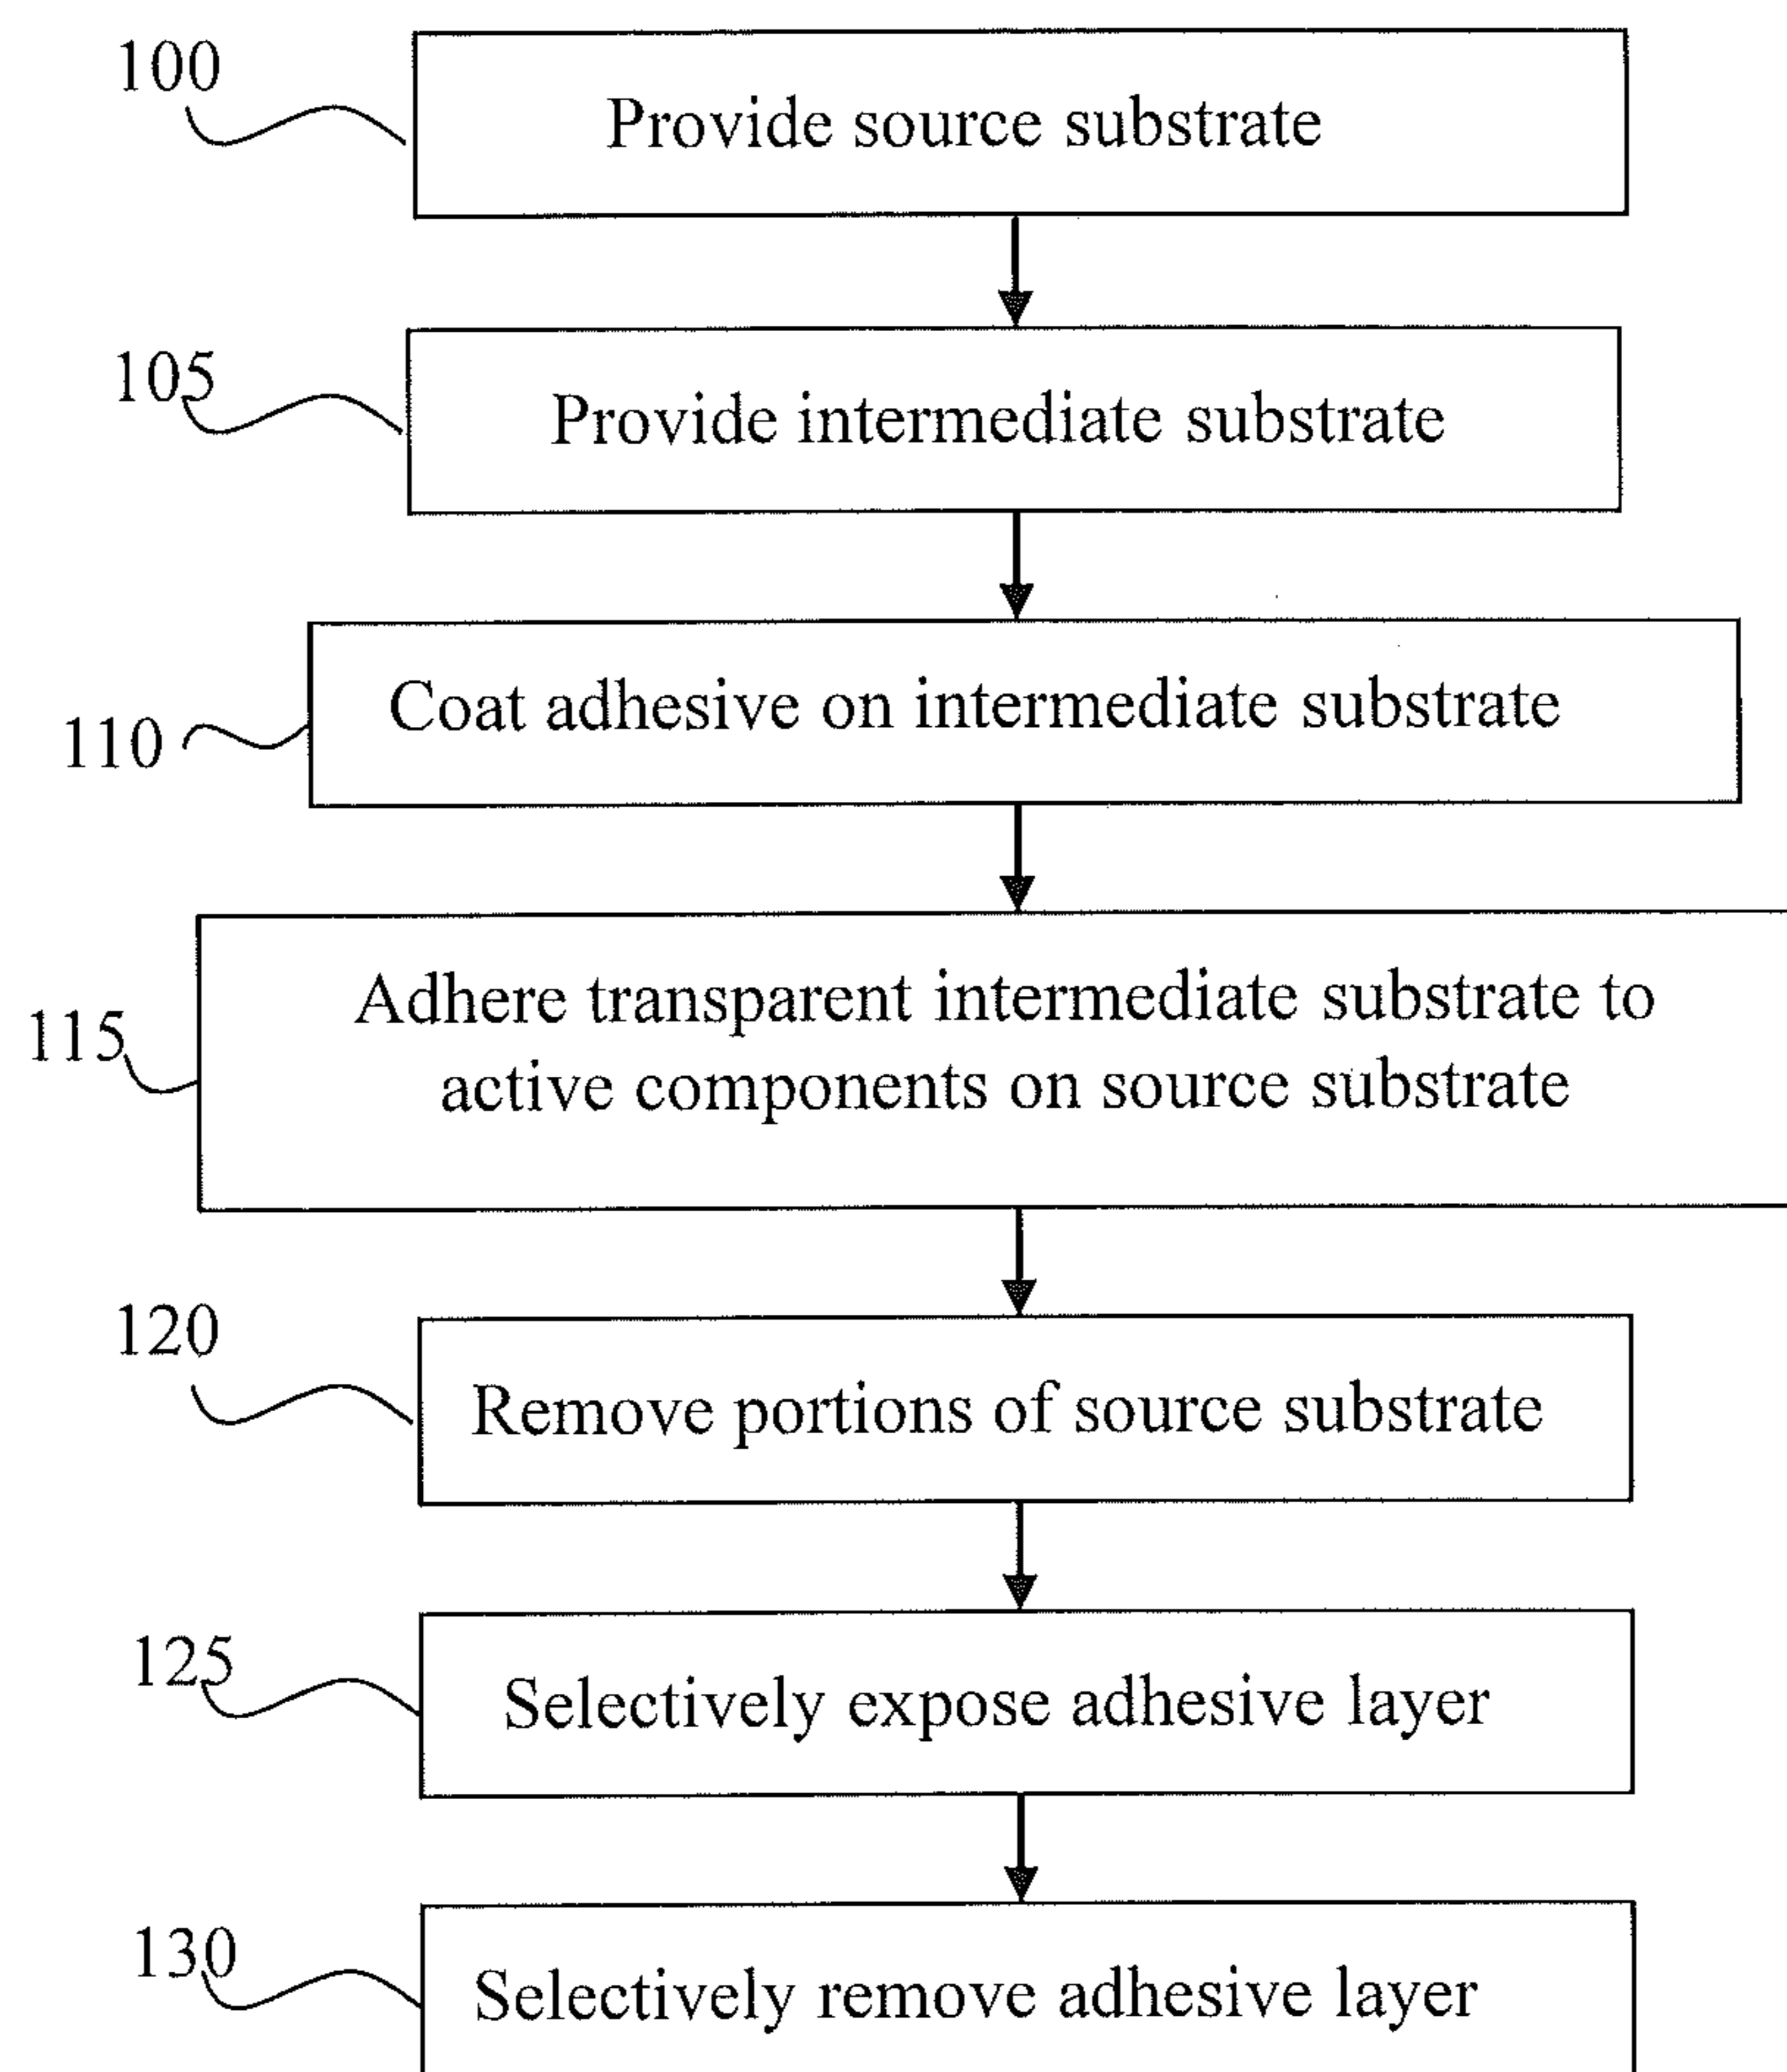 100
Provide source substrate
105
Provide intermediate substrate
Coat adhesive on intermediate substrate
110
Adhere transparent intermediate substrate to
115
active components on source substrate
120
Remove portions of source substrate
125
Selectively expose adhesive layer
130
Selectively remove adhesive layer